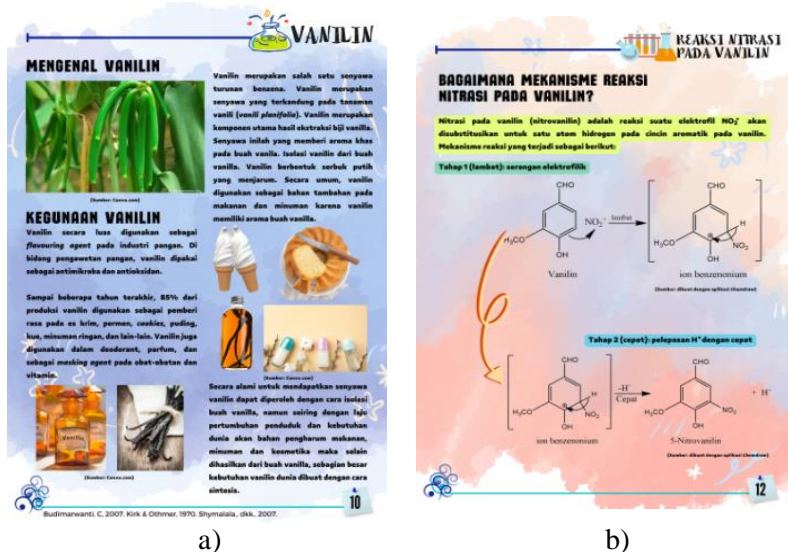 VANILIN
MENGENAL VANILIN
(Sumber: Canva.com)
KEGUNAAN VANILIN
Vanilin secara luas digunakan sebagai
flavouring agent pada industri pangan. Di
bidang pengawetan pangan, vanilin dipakai
sebagai antimikroba dan antioksidan.
Sampai beberapa tahun terakhir, 85% dari
produksi vanilin digunakan sebagai pemberi
rasa pada es krim, permen, cookies, puding,
kue, minuman ringan, dan lain-lain. Vanilin juga
digunakan dalam deodorant, parfum, dan
sebagai masking agent pada obat-obatan dan
vitamin.
Vanilla
(Sumber: Canva.com)
Vanilin merupakan salah satu senyawa
turunan benzena. Vanilin merupakan
senyawa yang terkandung pada tanaman
vanili (vanili planifolia). Vanilin merupakan
komponen utama hasil ekstraksi biji vanilla.
Senyawa inilah yang memberi aroma khas
pada buah vanila. Isolasi vanilin dari buah
vanilla. Vanilin berbentuk serbuk putih
yang menjarum. Secara umum, vanilin
digunakan sebagai bahan tambahan pada
makanan dan minuman karena vanilin
memiliki aroma buah vanilla.
(Sumber: Canva.com)
Secara alami untuk mendapatkan senyawa
vanilin dapat diperoleh dengan cara isolasi
buah vanilla, namun seiring dengan laju
pertumbuhan penduduk dan kebutuhan
dunia akan bahan pengharum makanan,
minuman dan kosmetika maka selain
dihasilkan dari buah vanilla, sebagian besar
kebutuhan vanilin dunia dibuat dengan cara
sintesis.
10
Budimarwanti, C, 2007. Kirk & Othmer, 1970. Shymalala, dkk., 2007.
a)
REAKSI NITRASI
PADA VANILIN
BAGAIMANA MEKANISME REAKSI
NITRASI PADA VANILIN?
Nitrasi pada vanilin (nitrovanilin) adalah reaksi suatu elektrofil NO₂⁺ akan
disubstitusikan untuk satu atom hidrogen pada cincin aromatik pada vanilin.
Mekanisme reaksi yang terjadi sebagai berikut:
Tahap 1 (lambat): serangan elektrofilik
CHO
H₃CO
OH
NO₂⁺
lambat
CHO
H₃CO
H
NO₂
OH
Vanilin
ion benzenonium
(Sumber: dibuat dengan aplikasi Chemdraw)
Tahap 2 (cepat): pelepasan H⁺ dengan cepat
CHO
H₃CO
H
NO₂
OH
-H⁺
Cepat
CHO
H₃CO
NO₂
OH
+ H⁺
ion benzenonium
5-Nitrovanilin
(Sumber: dibuat dengan aplikasi Chemdraw)
12
b)